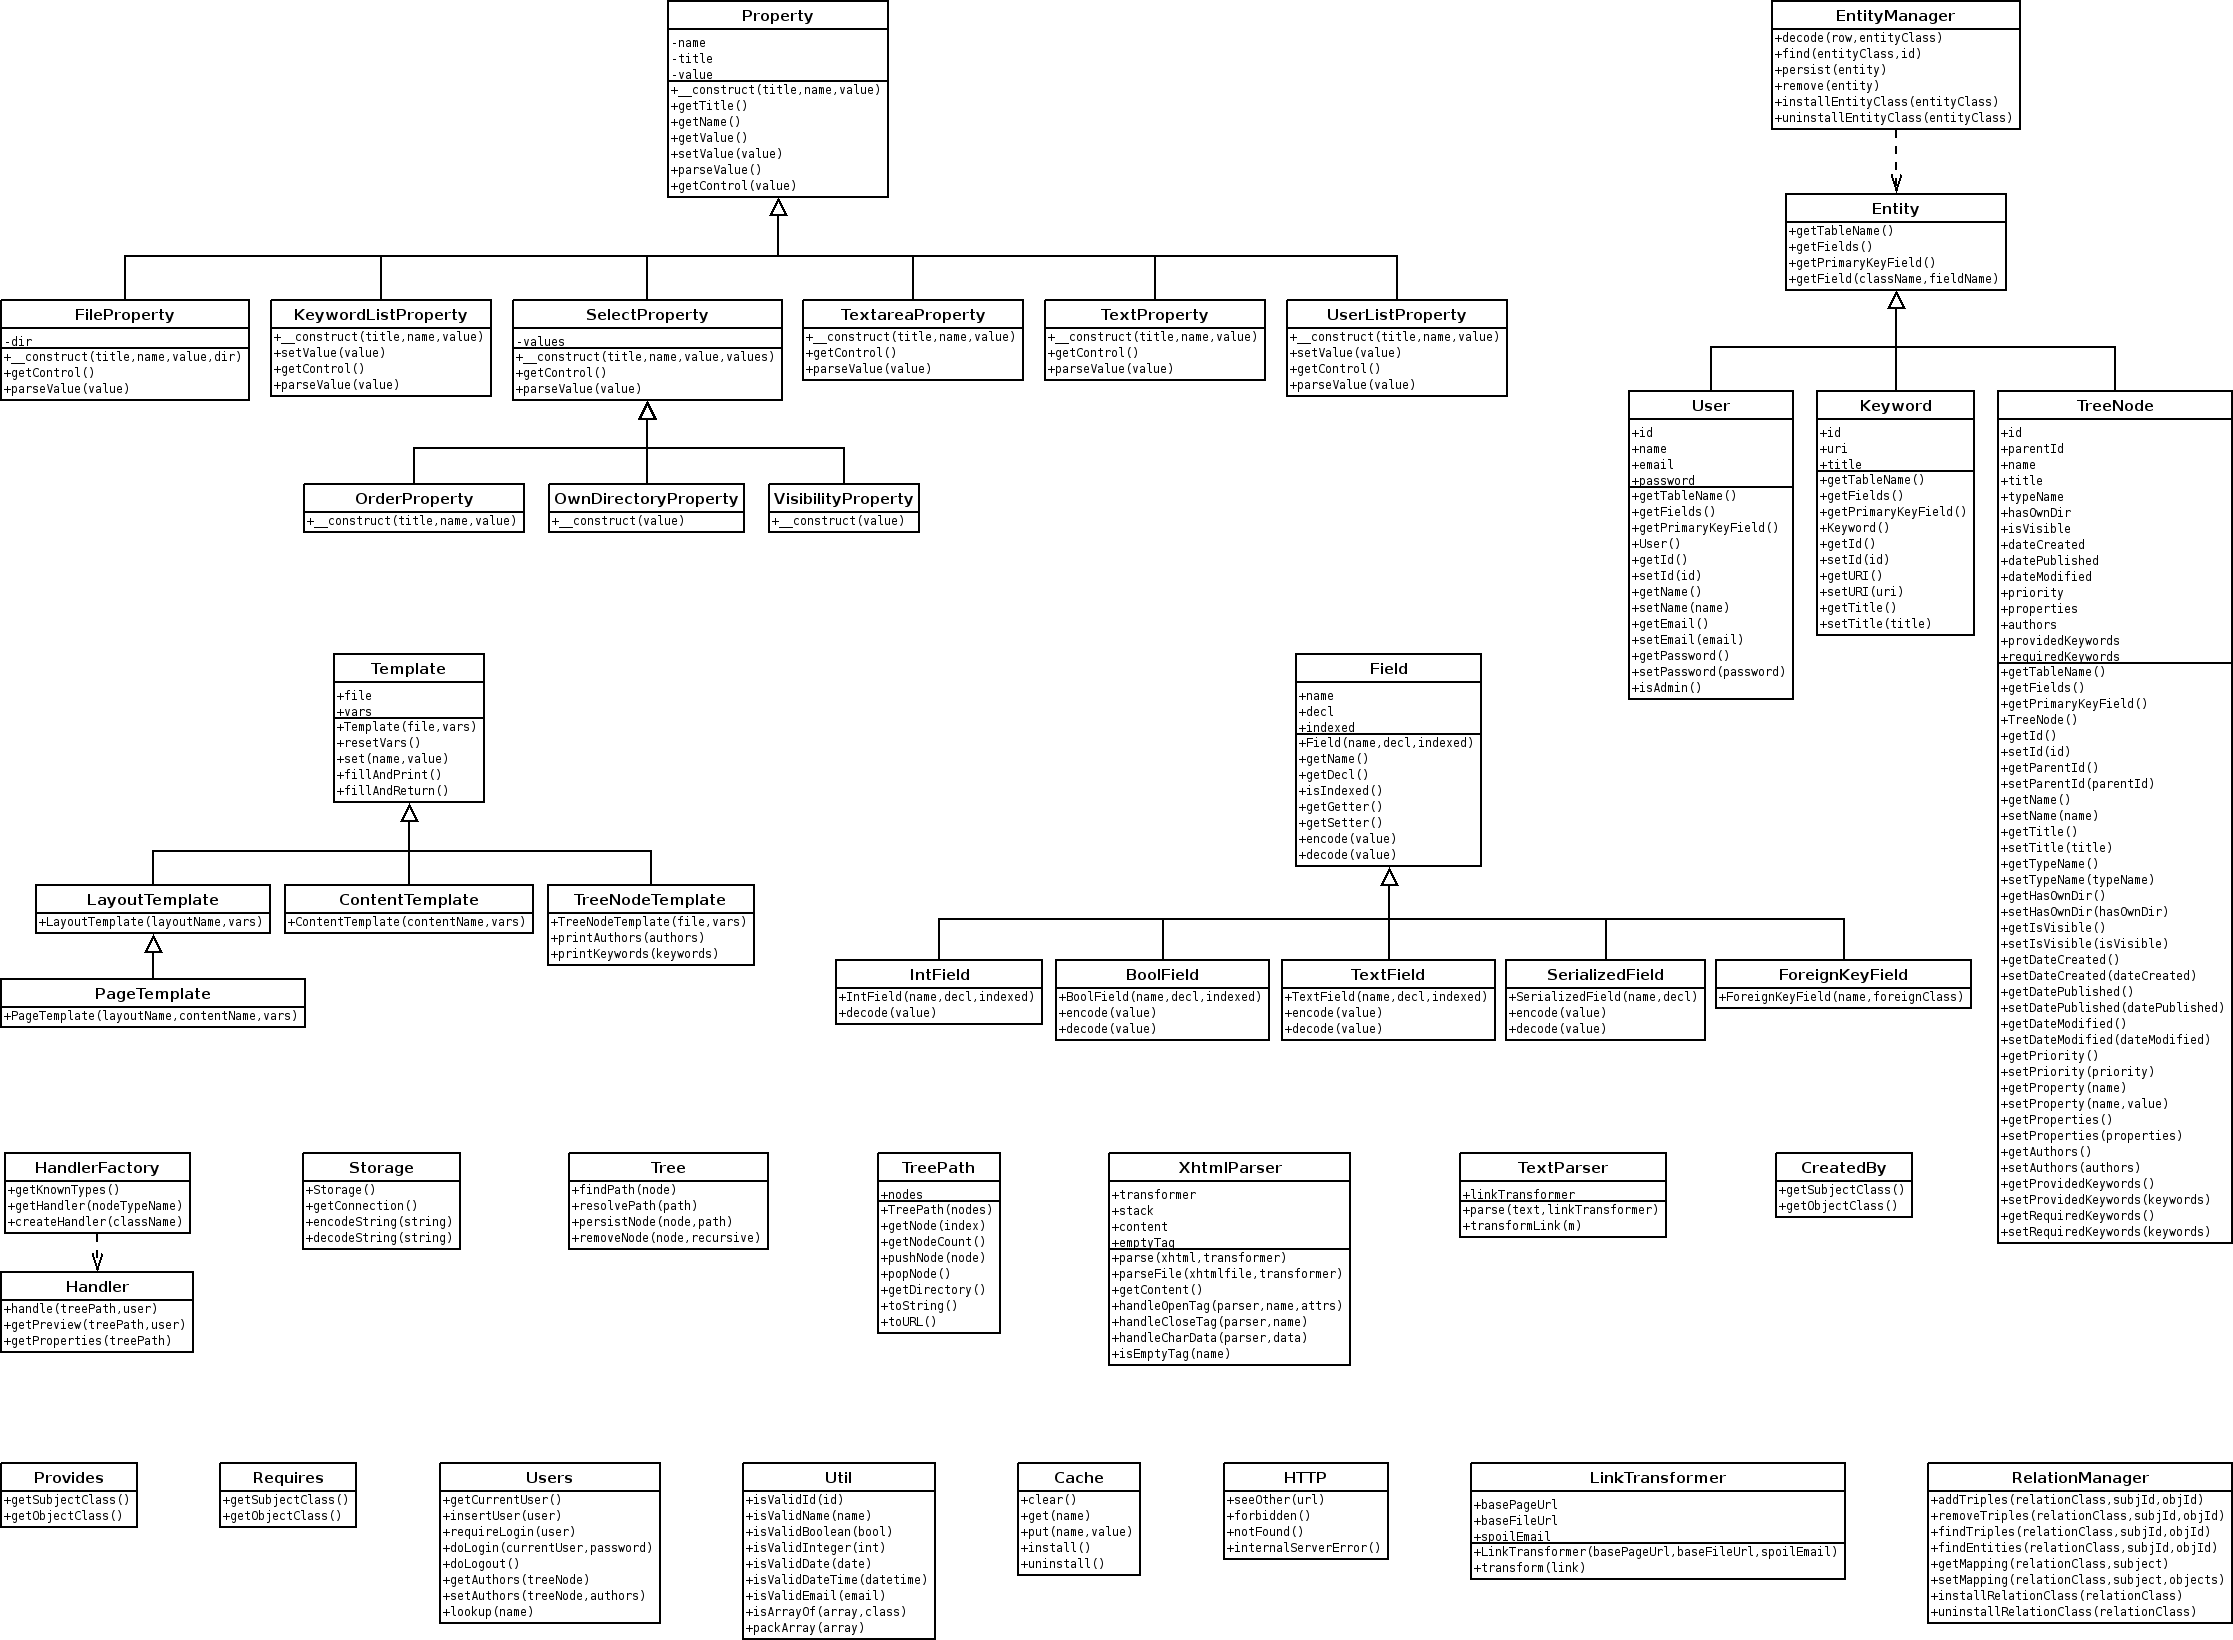 Property
-name
-title
-value
+__construct(title,name,value)
+getTitle()
+getName()
+getValue()
+setValue(value)
+parseValue()
+getControl(value)
EntityManager
+decode(row,entityClass)
+find(entityClass,id)
+persist(entity)
+remove(entity)
+installEntityClass(entityClass)
+uninstallEntityClass(entityClass)
Entity
+getTableName()
+getFields()
+getPrimaryKeyField()
+getField(className,fieldName)
FileProperty
-dir
+__construct(title,name,value,dir)
+getControl()
+parseValue(value)
KeywordListProperty
+__construct(title,name,value)
+setValue(value)
+getControl()
+parseValue(value)
SelectProperty
-values
+__construct(title,name,value,values)
+getControl()
+parseValue(value)
TextareaProperty
+__construct(title,name,value)
+getControl()
+parseValue(value)
TextProperty
+__construct(title,name,value)
+getControl()
+parseValue(value)
UserListProperty
+__construct(title,name,value)
+setValue(value)
+getControl()
+parseValue(value)
OrderProperty
+__construct(title,name,value)
OwnDirectoryProperty
+__construct(value)
VisibilityProperty
+__construct(value)
User
+id
+name
+email
+password
+getTableName()
+getFields()
+getPrimaryKeyField()
+User()
+getId()
+setId(id)
+getName()
+setName(name)
+getEmail()
+setEmail(email)
+getPassword()
+setPassword(password)
+isAdmin()
Keyword
+id
+uri
+title
+getTableName()
+getFields()
+getPrimaryKeyField()
+Keyword()
+getId()
+setId(id)
+getURI()
+setURI(uri)
+getTitle()
+setTitle(title)
TreeNode
+id
+parentId
+name
+title
+typeName
+hasOwnDir
+isVisible
+dateCreated
+datePublished
+dateModified
+priority
+properties
+authors
+providedKeywords
+requiredKeywords
+getTableName()
+getFields()
+getPrimaryKeyField()
+TreeNode()
+getId()
+setId(id)
+getParentId()
+setParentId(parentId)
+getName()
+setName(name)
+getTitle()
+setTitle(title)
+getTypeName()
+setTypeName(typeName)
+getHasOwnDir()
+setHasOwnDir(hasOwnDir)
+getIsVisible()
+setIsVisible(isVisible)
+getDateCreated()
+setDateCreated(dateCreated)
+getDatePublished()
+setDatePublished(datePublished)
+getDateModified()
+setDateModified(dateModified)
+getPriority()
+setPriority(priority)
+getProperty(name)
+setProperty(name,value)
+getProperties()
+setProperties(properties)
+getAuthors()
+setAuthors(authors)
+getProvidedKeywords()
+setProvidedKeywords(keywords)
+getRequiredKeywords()
+setRequiredKeywords(keywords)
Template
+file
+vars
+Template(file,vars)
+resetVars()
+set(name,value)
+fillAndPrint()
+fillAndReturn()
LayoutTemplate
+LayoutTemplate(layoutName,vars)
ContentTemplate
+ContentTemplate(contentName,vars)
TreeNodeTemplate
+TreeNodeTemplate(file,vars)
+printAuthors(authors)
+printKeywords(keywords)
PageTemplate
+PageTemplate(layoutName,contentName,vars)
Field
+name
+decl
+indexed
+Field(name,decl,indexed)
+getName()
+getDecl()
+isIndexed()
+getGetter()
+getSetter()
+encode(value)
+decode(value)
IntField
+IntField(name,decl,indexed)
+decode(value)
BoolField
+BoolField(name,decl,indexed)
+encode(value)
+decode(value)
TextField
+TextField(name,decl,indexed)
+encode(value)
+decode(value)
SerializedField
+SerializedField(name,decl)
+encode(value)
+decode(value)
ForeignKeyField
+ForeignKeyField(name,foreignClass)
HandlerFactory
+getKnownTypes()
+getHandler(nodeTypeName)
+createHandler(className)
Handler
+handle(treePath,user)
+getPreview(treePath,user)
+getProperties(treePath)
Storage
+Storage()
+getConnection()
+encodeString(string)
+decodeString(string)
Tree
+findPath(node)
+resolvePath(path)
+persistNode(node,path)
+removeNode(node,recursive)
TreePath
+nodes
+TreePath(nodes)
+getNode(index)
+getNodeCount()
+pushNode(node)
+popNode()
+getDirectory()
+toString()
+toURL()
XhtmlParser
+transformer
+stack
+content
+emptyTag
+parse(xhtml,transformer)
+parseFile(xhtmlfile,transformer)
+getContent()
+handleOpenTag(parser,name,attrs)
+handleCloseTag(parser,name)
+handleCharData(parser,data)
+isEmptyTag(name)
TextParser
+linkTransformer
+parse(text,linkTransformer)
+transformLink(m)
CreatedBy
+getSubjectClass()
+getObjectClass()
Provides
+getSubjectClass()
+getObjectClass()
Requires
+getSubjectClass()
+getObjectClass()
Users
+getCurrentUser()
+insertUser(user)
+requireLogin(user)
+doLogin(currentUser,password)
+doLogout()
+getAuthors(treeNode)
+setAuthors(treeNode,authors)
+lookup(name)
Util
+isValidId(id)
+isValidName(name)
+isValidBoolean(bool)
+isValidInteger(int)
+isValidDate(date)
+isValidDateTime(datetime)
+isValidEmail(email)
+isArrayOf(array,class)
+packArray(array)
Cache
+clear()
+get(name)
+put(name,value)
+install()
+uninstall()
HTTP
+seeOther(url)
+forbidden()
+notFound()
+internalServerError()
LinkTransformer
+basePageUrl
+baseFileUrl
+spoilEmail
+LinkTransformer(basePageUrl,baseFileUrl,spoilEmail)
+transform(link)
RelationManager
+addTriples(relationClass,subjId,objId)
+removeTriples(relationClass,subjId,objId)
+findTriples(relationClass,subjId,objId)
+findEntities(relationClass,subjId,objId)
+getMapping(relationClass,subject)
+setMapping(relationClass,subject,objects)
+installRelationClass(relationClass)
+uninstallRelationClass(relationClass)